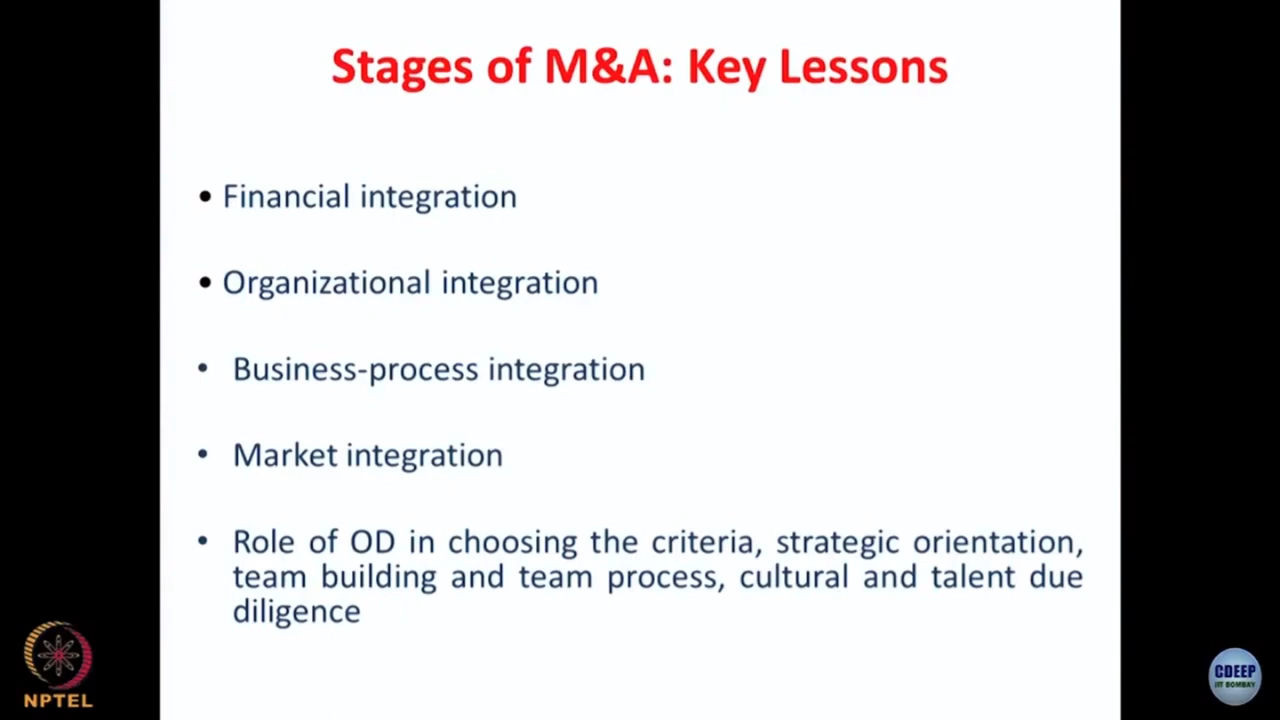 Stages of M&A: Key Lessons
• Financial integration
• Organizational integration
• Business-process integration
• Market integration
• Role of OD in choosing the criteria, strategic orientation,
team building and team process, cultural and talent due
diligence
NPTEL
CDEEP
IIT BOMBAY